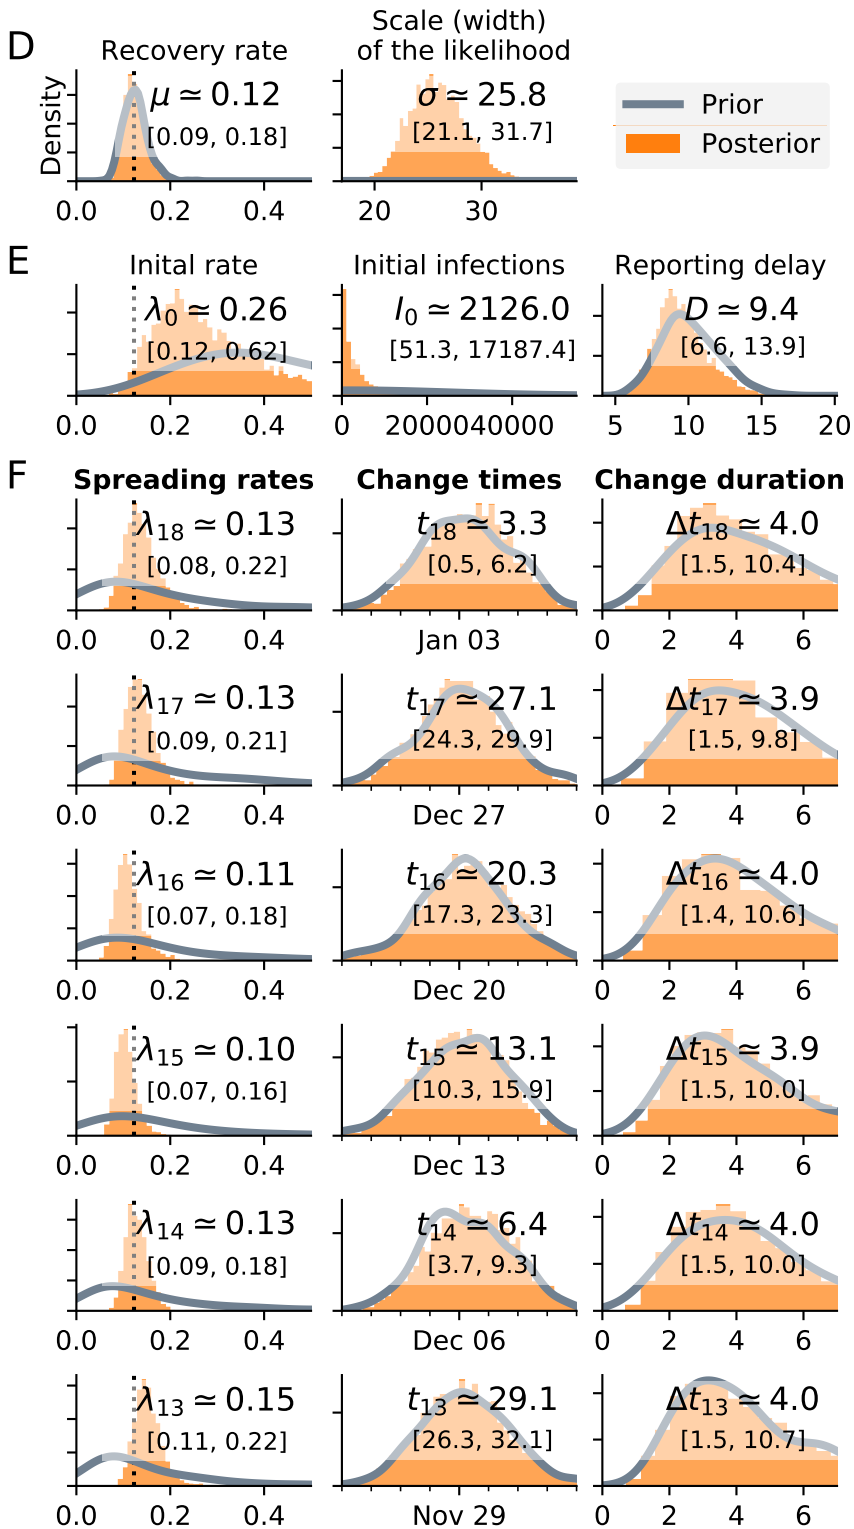 D
Recovery rate
Scale (width)
of the likelihood
Density
μ ≃ 0.12
[0.09, 0.18]
0.0 0.2 0.4
σ ≃ 25.8
[21.1, 31.7]
20 30
Prior
Posterior
E
Inital rate
Initial infections
Reporting delay
λ0 ≃ 0.26
[0.12, 0.62]
0.0 0.2 0.4
I0 ≃ 2126.0
[51.3, 17187.4]
0 20000 40000
D ≃ 9.4
[6.6, 13.9]
5 10 15 20
F
Spreading rates
Change times
Change duration
λ18 ≃ 0.13
[0.08, 0.22]
0.0 0.2 0.4
t18 ≃ 3.3
[0.5, 6.2]
Jan 03
Δt18 ≃ 4.0
[1.5, 10.4]
0 2 4 6
λ17 ≃ 0.13
[0.09, 0.21]
0.0 0.2 0.4
t17 ≃ 27.1
[24.3, 29.9]
Dec 27
Δt17 ≃ 3.9
[1.5, 9.8]
0 2 4 6
λ16 ≃ 0.11
[0.07, 0.18]
0.0 0.2 0.4
t16 ≃ 20.3
[17.3, 23.3]
Dec 20
Δt16 ≃ 4.0
[1.4, 10.6]
0 2 4 6
λ15 ≃ 0.10
[0.07, 0.16]
0.0 0.2 0.4
t15 ≃ 13.1
[10.3, 15.9]
Dec 13
Δt15 ≃ 3.9
[1.5, 10.0]
0 2 4 6
λ14 ≃ 0.13
[0.09, 0.18]
0.0 0.2 0.4
t14 ≃ 6.4
[3.7, 9.3]
Dec 06
Δt14 ≃ 4.0
[1.5, 10.0]
0 2 4 6
λ13 ≃ 0.15
[0.11, 0.22]
0.0 0.2 0.4
t13 ≃ 29.1
[26.3, 32.1]
Nov 29
Δt13 ≃ 4.0
[1.5, 10.7]
0 2 4 6